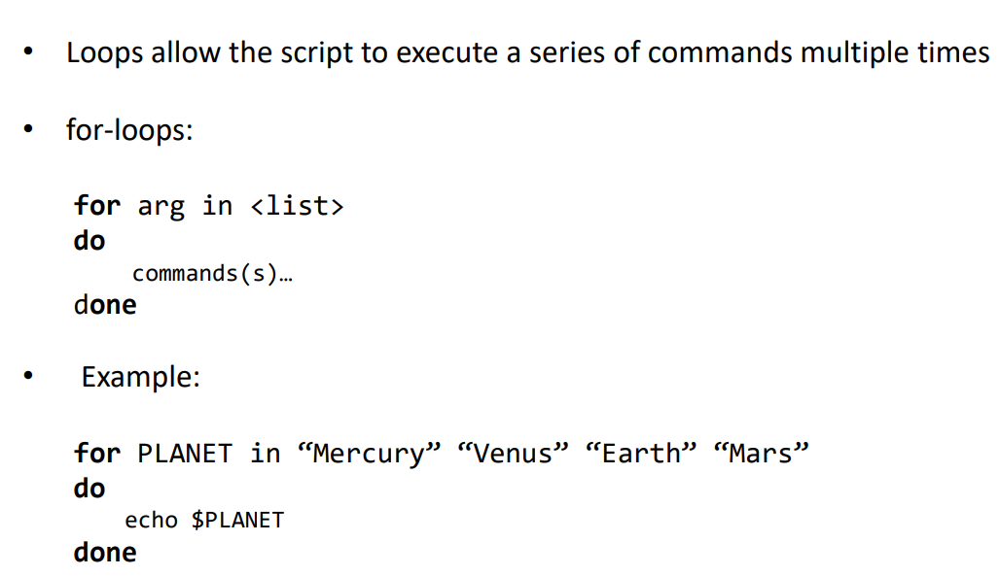 • Loops allow the script to execute a series of commands multiple times
• for-loops:
for arg in <list>
do
commands(s)…
done
• Example:
for PLANET in “Mercury” “Venus” “Earth” “Mars”
do
echo $PLANET
done